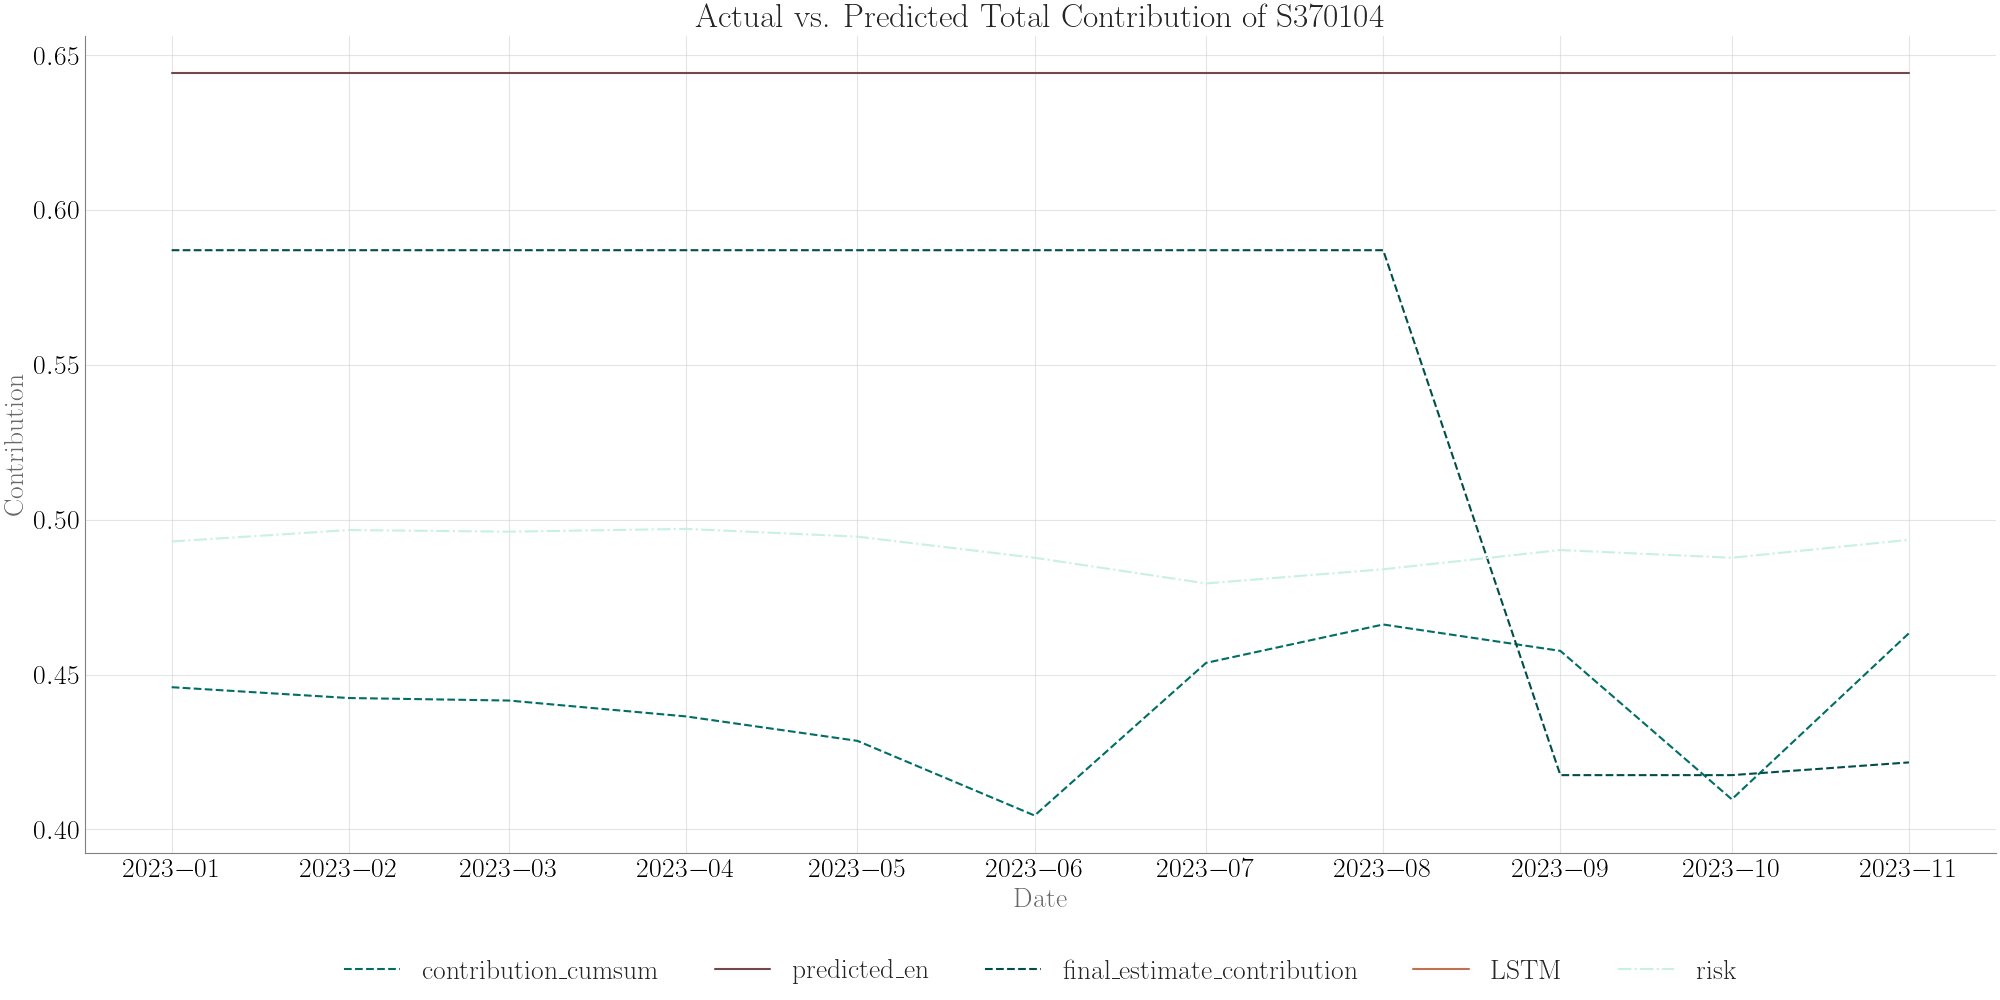 Actual vs. Predicted Total Contribution of S370104
0.65
0.60
0.55
0.50
0.45
0.40
Contribution
2023−01 2023−02 2023−03 2023−04 2023−05 2023−06 2023−07 2023−08 2023−09 2023−10 2023−11
Date
contribution_cumsum predicted_en final_estimate_contribution LSTM risk